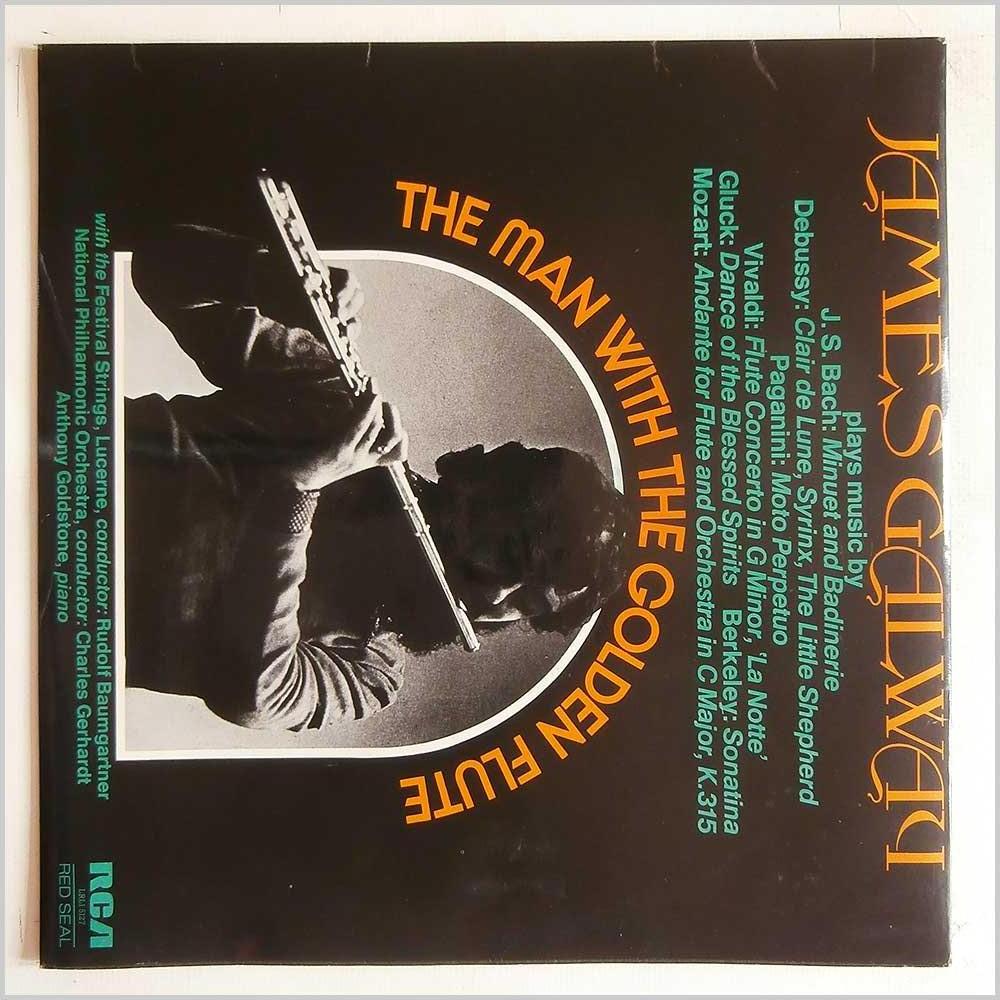 JAMES GALWAY
plays music by
J. S. Bach: Minuet and Badinerie
Debussy: Clair de Lune, Syrinx, The Little Shepherd
Paganini: Moto Perpetuo
Vivaldi: Flute Concerto in G Minor, 'La Notte',
Gluck: Dance of the Blessed Spirits Berkeley: Sonatina
Mozart: Andante for Flute and Orchestra in C Major, K.315
THE MAN WITH THE GOLDEN FLUTE
with the Festival Strings, Lucerne, conductor: Rudolf Baumgartner
National Philharmonic Orchestra, conductor: Charles Gerhardt
Anthony Goldstone, piano
RCA
LRL1 5127
RED SEAL